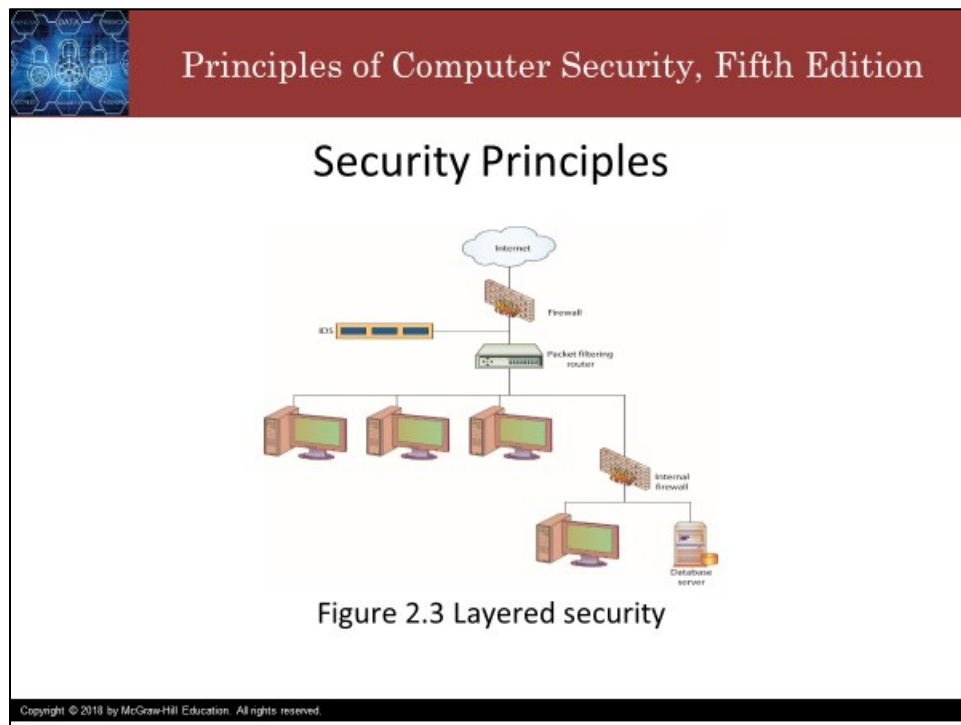 DATA
Principles of Computer Security, Fifth Edition
Security Principles
Internet
Firewall
IDS
Packet filtering
router
Internal
firewall
Database
server
Figure 2.3 Layered security
Copyright © 2018 by McGraw-Hill Education. All rights reserved.